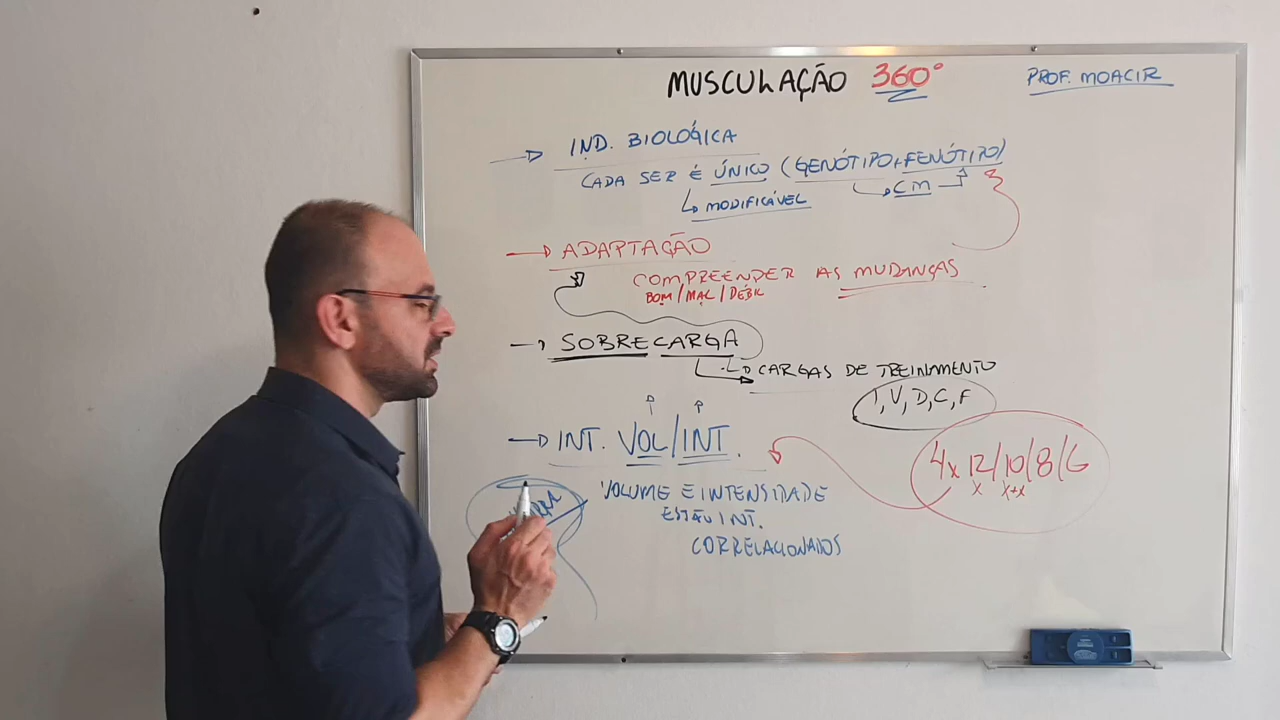 MUSCULAÇÃO 360°
PROF. MOACIR
IND. BIOLÓGICA
CADA SER É ÚNICO (GENÓTIPO+FENÓTIPO)
MODIFICÁVEL
CM
ADAPTAÇÃO
COMPREENDER AS MUDANÇAS
BOM/MAL/DÉBIL
SOBRECARGA
CARGAS DE TREINAMENTO
I, V, D, C, F
INT. VOL/INT.
4x 12/10/8/6
x x+x
VOLUME E INTENSIDADE
ESTÃO INT.
CORRELACIONADOS